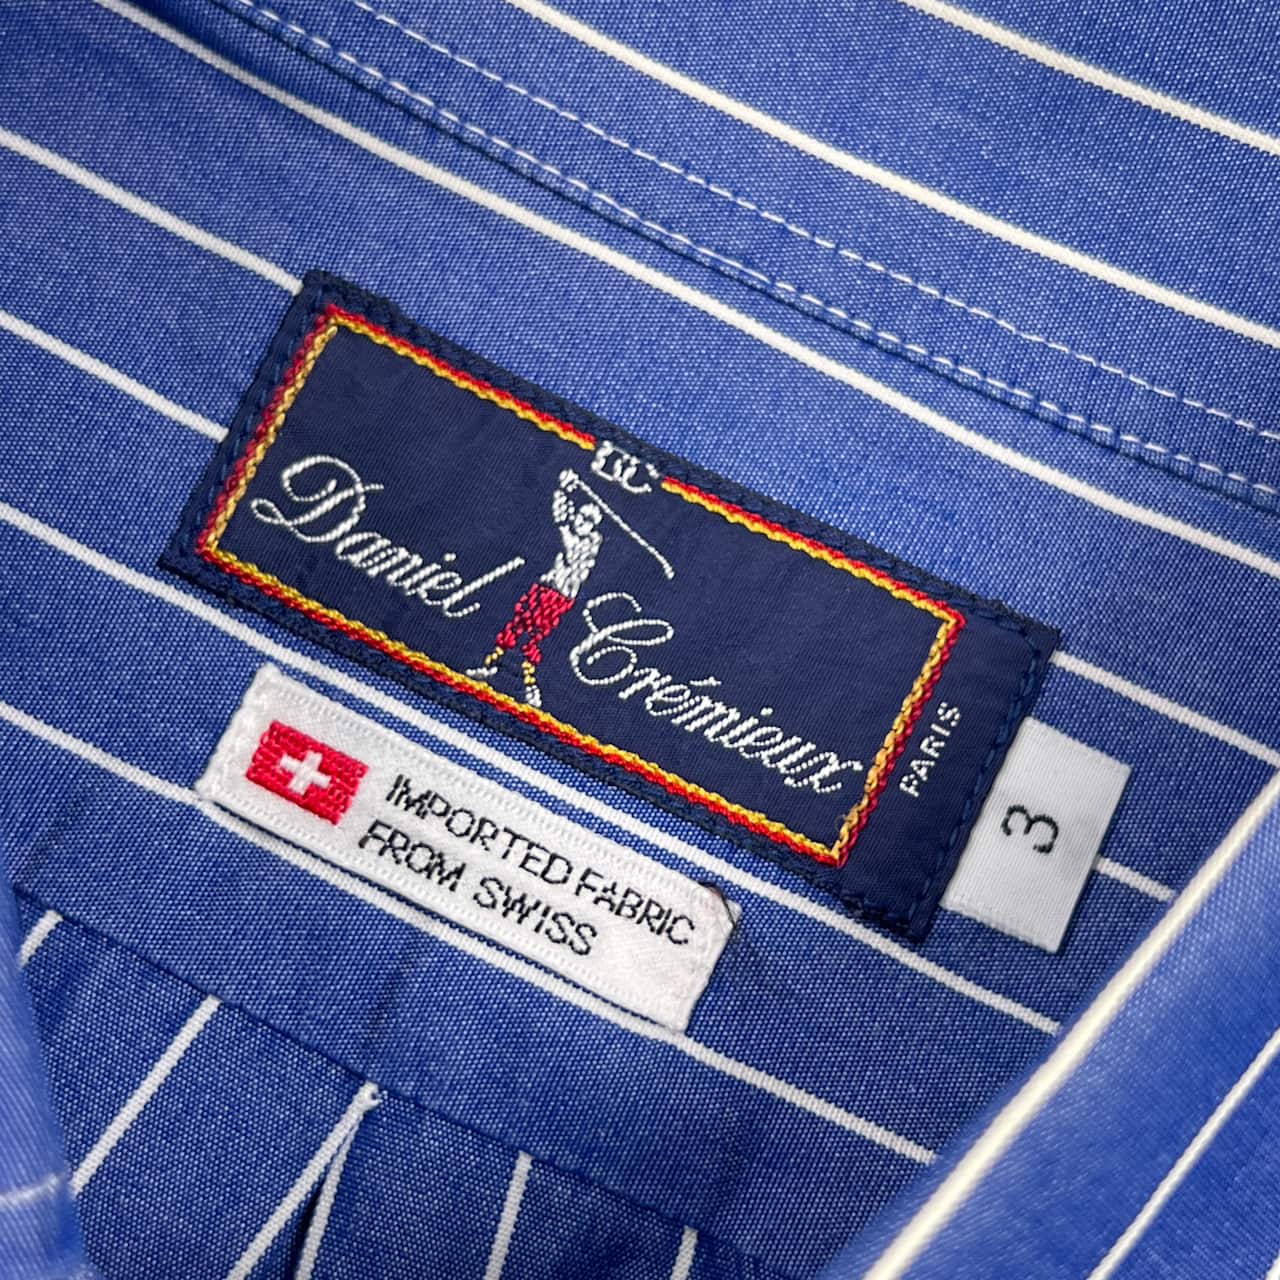 DC
Daniel Crémieux
PARIS
3
IMPORTED FABRIC
FROM SWISS